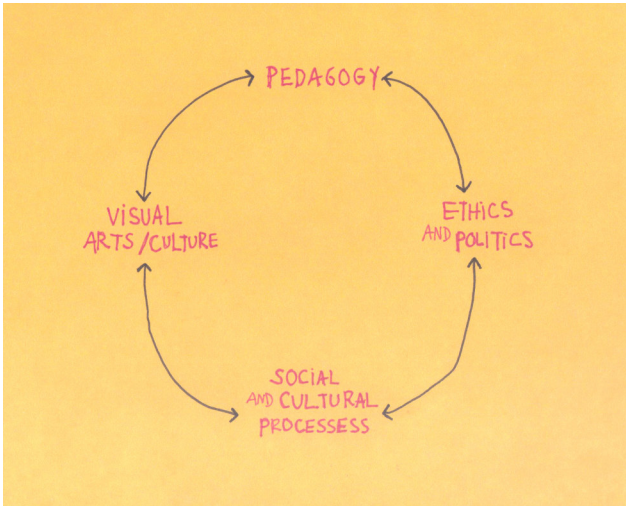 PEDAGOGY
VISUAL
ARTS/CULTURE
ETHICS
AND POLITICS
SOCIAL
AND CULTURAL
PROCESSESS